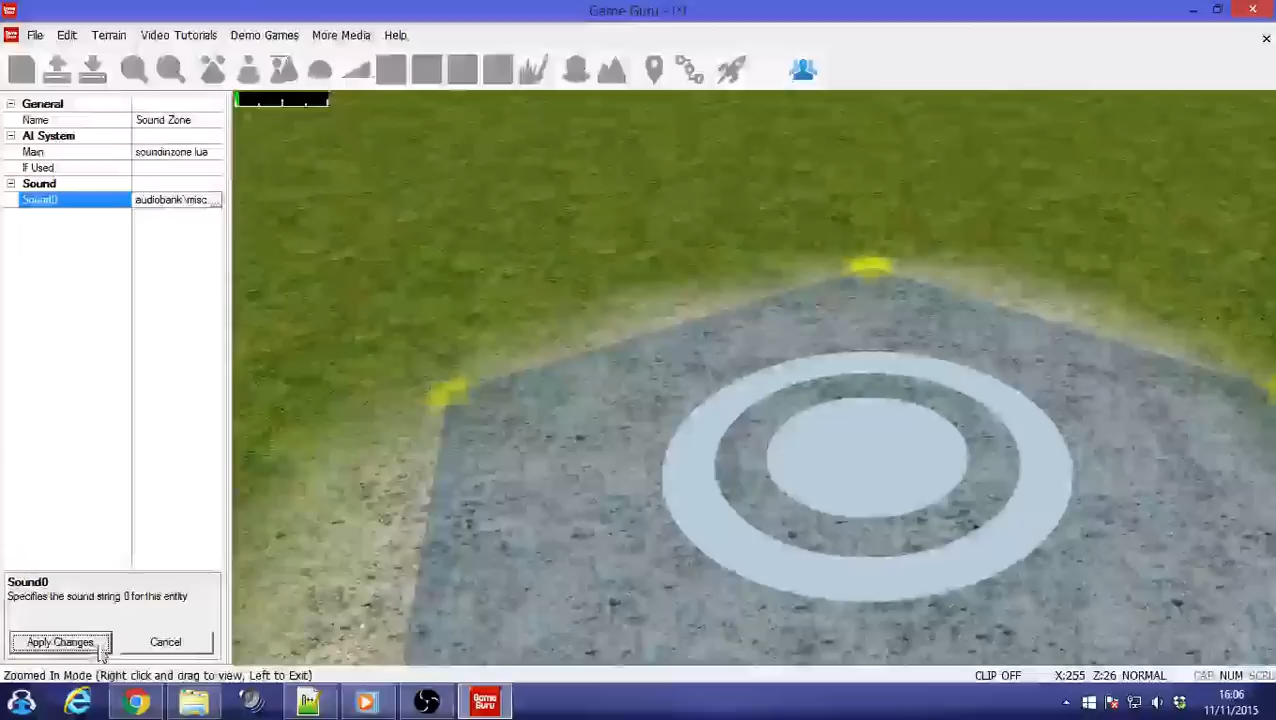 Game Guru - [*]
File Edit Terrain Video Tutorials Demo Games More Media Help
General
Name Sound Zone
AI System
Main soundinzone.lua
If Used
Sound
Sound0 audiobank\misc ...
Sound0
Specifies the sound string 0 for this entity
Apply Changes Cancel
Zoomed In Mode (Right click and drag to view, Left to Exit) CLIP OFF X:255 Z:26 NORMAL CAP NUM SCRL
16:06
11/11/2015